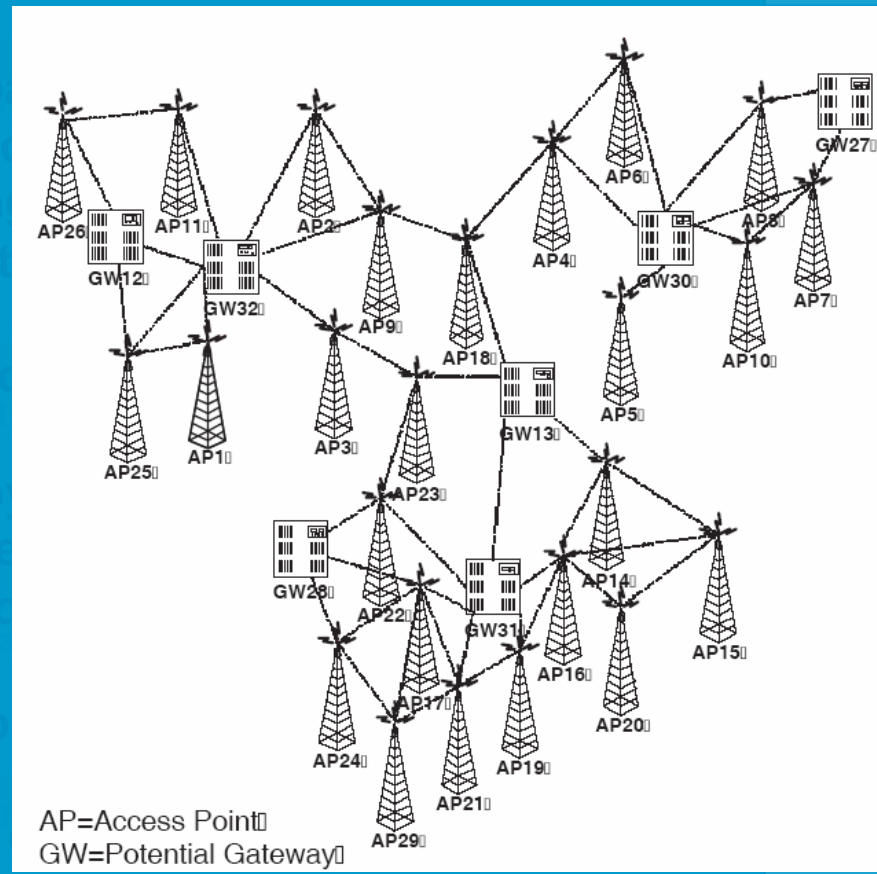 AP6
GW27
AP26
AP11
AP2
AP8
GW12
GW32
AP4
GW30
AP7
AP9
AP18
AP10
AP5
AP25
AP1
AP3
GW13
AP23
GW28
AP22
GW31
AP14
AP16
AP15
AP17
AP20
AP24
AP21
AP19
AP29
AP=Access Point
GW=Potential Gateway